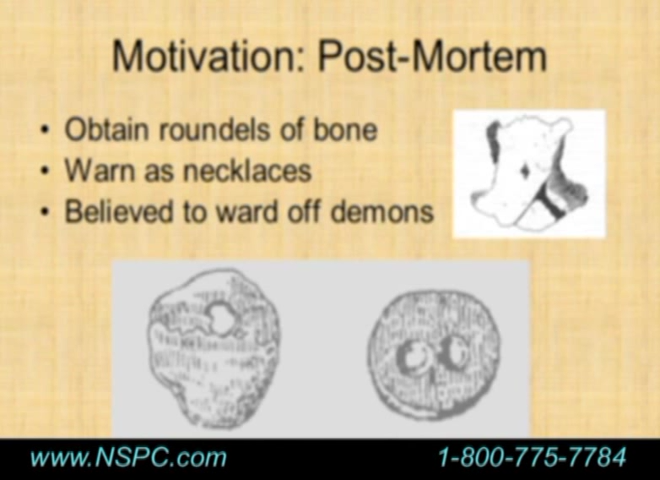 Motivation: Post-Mortem
• Obtain roundels of bone
• Warn as necklaces
• Believed to ward off demons
www.NSPC.com
1-800-775-7784